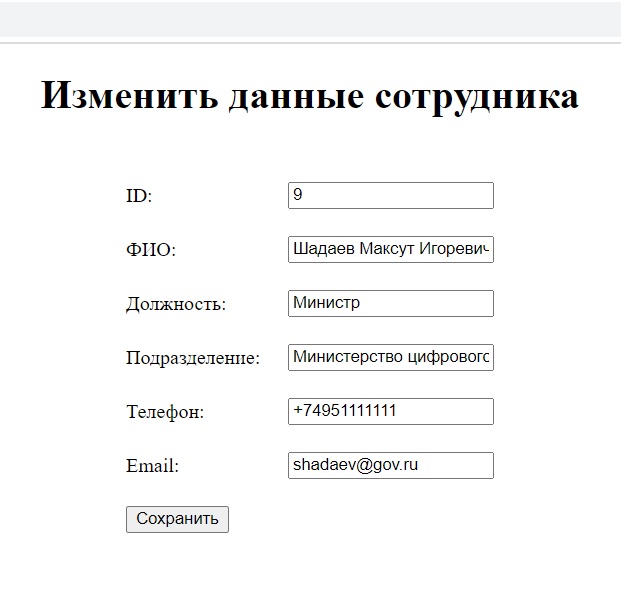 Изменить данные сотрудника
ID: 9
ФИО: Шадаев Максут Игоревич
Должность: Министр
Подразделение: Министерство цифрового
Телефон: +74951111111
Email: shadaev@gov.ru
Сохранить